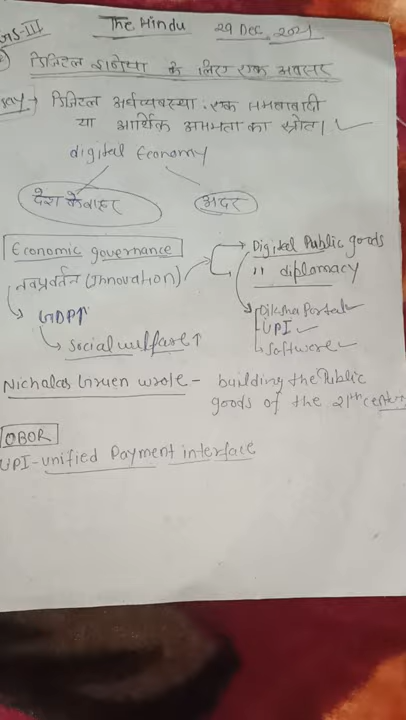 GS-III The Hindu 29 Dec, 2021
डिजिटल इण्डिया के लिए एक अवसर
डिजिटल अर्थव्यवस्था : एक समतावादी
या आर्थिक असमता का स्रोत।
digital Economy
देश के बाहर अंदर
Economic governance Digital Public goods
नवप्रवर्तन (Innovation) " diplomacy
GDP↑ Diksha Portal
UPI
Social welfare ↑ Software
Nicholas Gruen wrote - building the Public
goods of the 21th century
OBOR
UPI-unified Payment interface